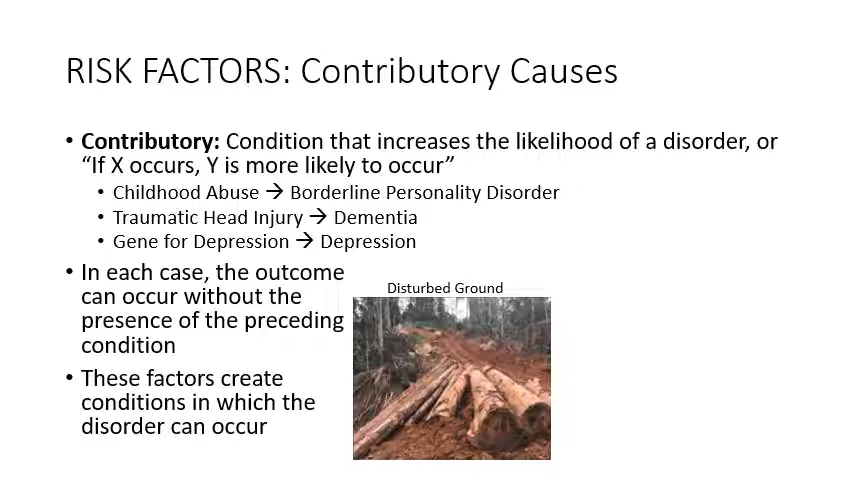 RISK FACTORS: Contributory Causes
• Contributory: Condition that increases the likelihood of a disorder, or
“If X occurs, Y is more likely to occur”
• Childhood Abuse → Borderline Personality Disorder
• Traumatic Head Injury → Dementia
• Gene for Depression → Depression
• In each case, the outcome
can occur without the
presence of the preceding
condition
• These factors create
conditions in which the
disorder can occur
Disturbed Ground